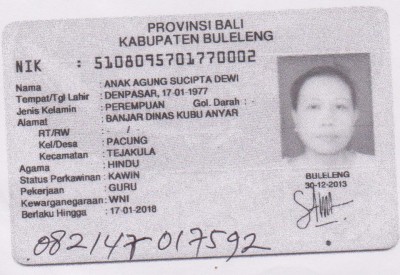 PROVINSI BALI
KABUPATEN BULELENG
NIK : 5108095701770002
Nama : ANAK AGUNG SUCIPTA DEWI
Tempat/Tgl Lahir : DENPASAR, 17-01-1977
Jenis Kelamin : PEREMPUAN Gol. Darah : -
Alamat : BANJAR DINAS KUBU ANYAR
RT/RW : - /
Kel/Desa : PACUNG
Kecamatan : TEJAKULA
Agama : HINDU
Status Perkawinan : KAWIN
Pekerjaan : GURU
Kewarganegaraan : WNI
Berlaku Hingga : 17-01-2018
BULELENG
30-12-2013
082147 017592